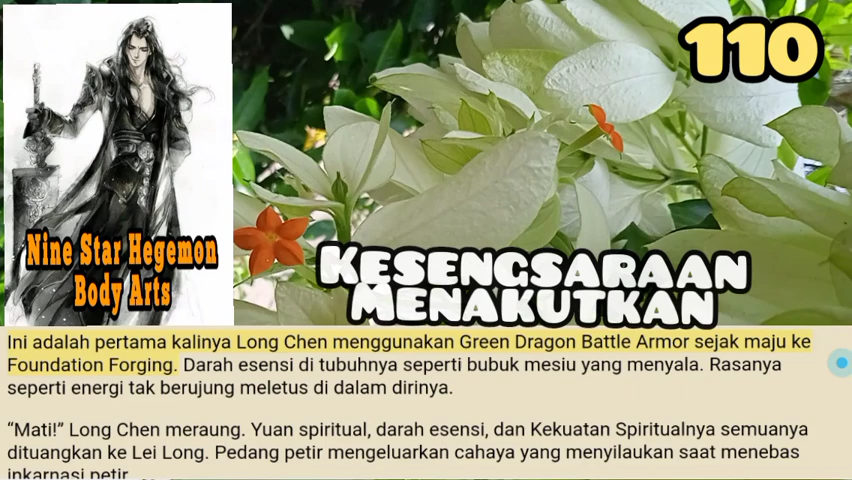 110
Nine Star Hegemon
Body Arts
Kesengsaraan
Menakutkan
Ini adalah pertama kalinya Long Chen menggunakan Green Dragon Battle Armor sejak maju ke
Foundation Forging. Darah esensi di tubuhnya seperti bubuk mesiu yang menyala. Rasanya
seperti energi tak berujung meletus di dalam dirinya.
“Mati!” Long Chen meraung. Yuan spiritual, darah esensi, dan Kekuatan Spiritualnya semuanya
dituangkan ke Lei Long. Pedang petir mengeluarkan cahaya yang menyilaukan saat menebas
inkarnasi petir